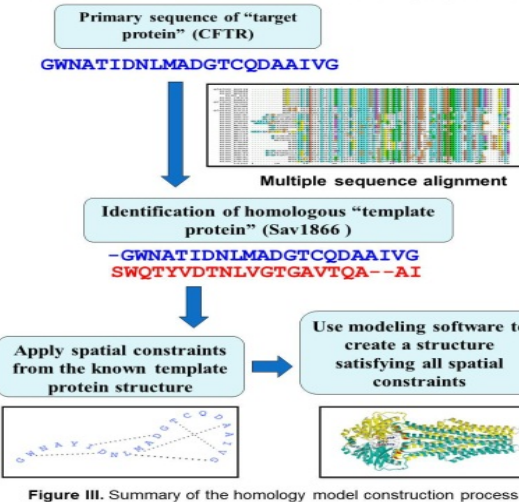 Primary sequence of “target
protein” (CFTR)
GWNATIDNLMADGTCQDAAIVG
Multiple sequence alignment
Identification of homologous “template
protein” (Sav1866 )
-GWNATIDNLMADGTCQDAAIVG
SWQTYVDTNLVGTGAVTQA--AI
Apply spatial constraints
from the known template
protein structure
Use modeling software to
create a structure
satisfying all spatial
constraints
Figure III. Summary of the homology model construction process